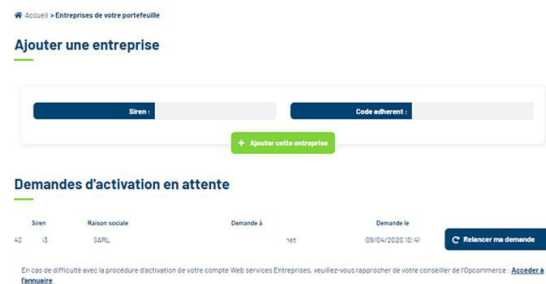 Accueil > Entreprises de votre portefeuille
Ajouter une entreprise
Siren :
Code adherent :
+ Ajouter cette entreprise
Demandes d'activation en attente
Siren Raison sociale Demande à Demande le
SARL 09/04/2020 10:41 Relancer ma demande
En cas de difficulté avec la procédure d'activation de votre compte Web services Entreprises, veuillez-vous rapprocher de votre conseiller de l'Opcommerce : Accéder à
l'annuaire